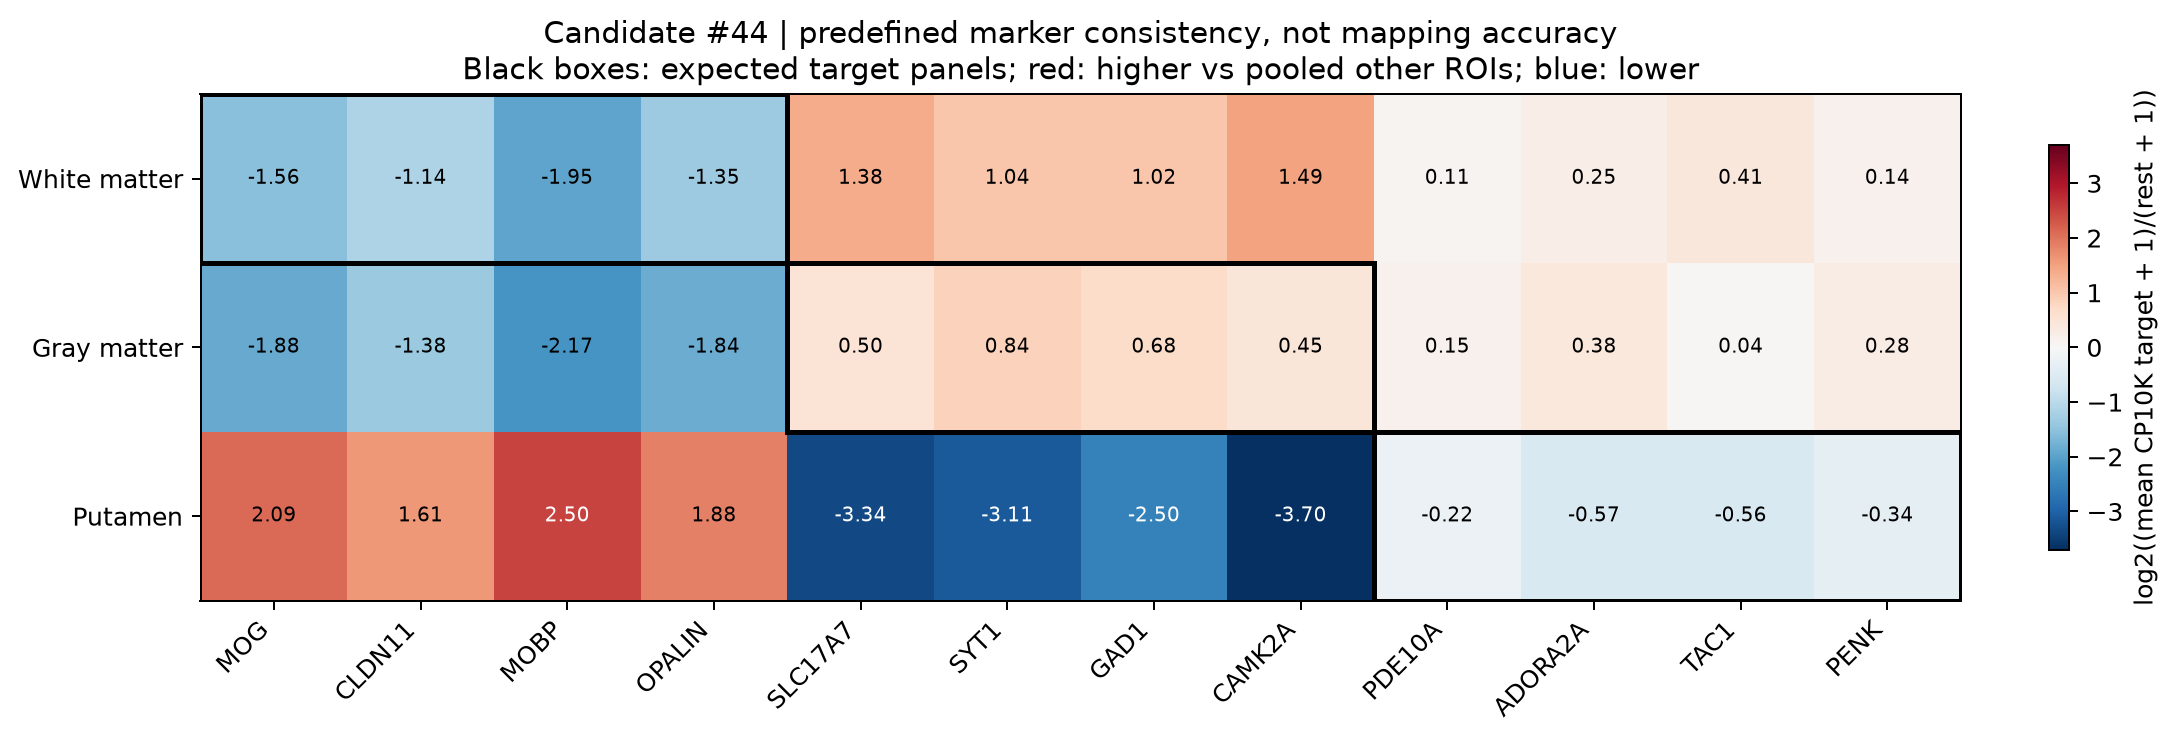 Candidate #44 | predefined marker consistency, not mapping accuracy
Black boxes: expected target panels; red: higher vs pooled other ROIs; blue: lower
White matter -1.56 -1.14 -1.95 -1.35 1.38 1.04 1.02 1.49 0.11 0.25 0.41 0.14
Gray matter -1.88 -1.38 -2.17 -1.84 0.50 0.84 0.68 0.45 0.15 0.38 0.04 0.28
Putamen 2.09 1.61 2.50 1.88 -3.34 -3.11 -2.50 -3.70 -0.22 -0.57 -0.56 -0.34
MOG CLDN11 MOBP OPALIN SLC17A7 SYT1 GAD1 CAMK2A PDE10A ADORA2A TAC1 PENK
3
2
1
0
−1
−2
−3
log2((mean CP10K target + 1)/(rest + 1))